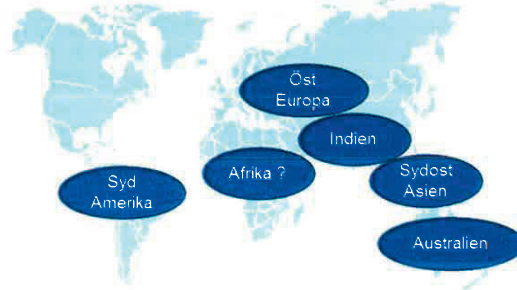 Öst
Europa
Indien
Afrika ?
Syd
Amerika
Sydost
Asien
Australien